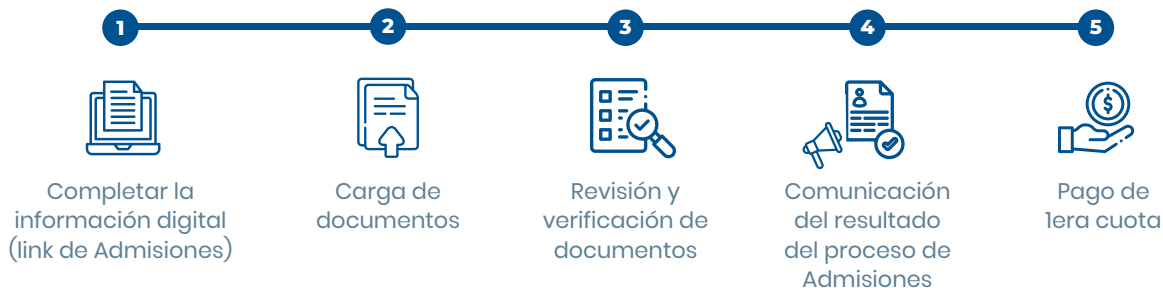 1
2
3
4
5
Completar la
información digital
(link de Admisiones)
Carga de
documentos
Revisión y
verificación de
documentos
Comunicación
del resultado
del proceso de
Admisiones
Pago de
1era cuota
$